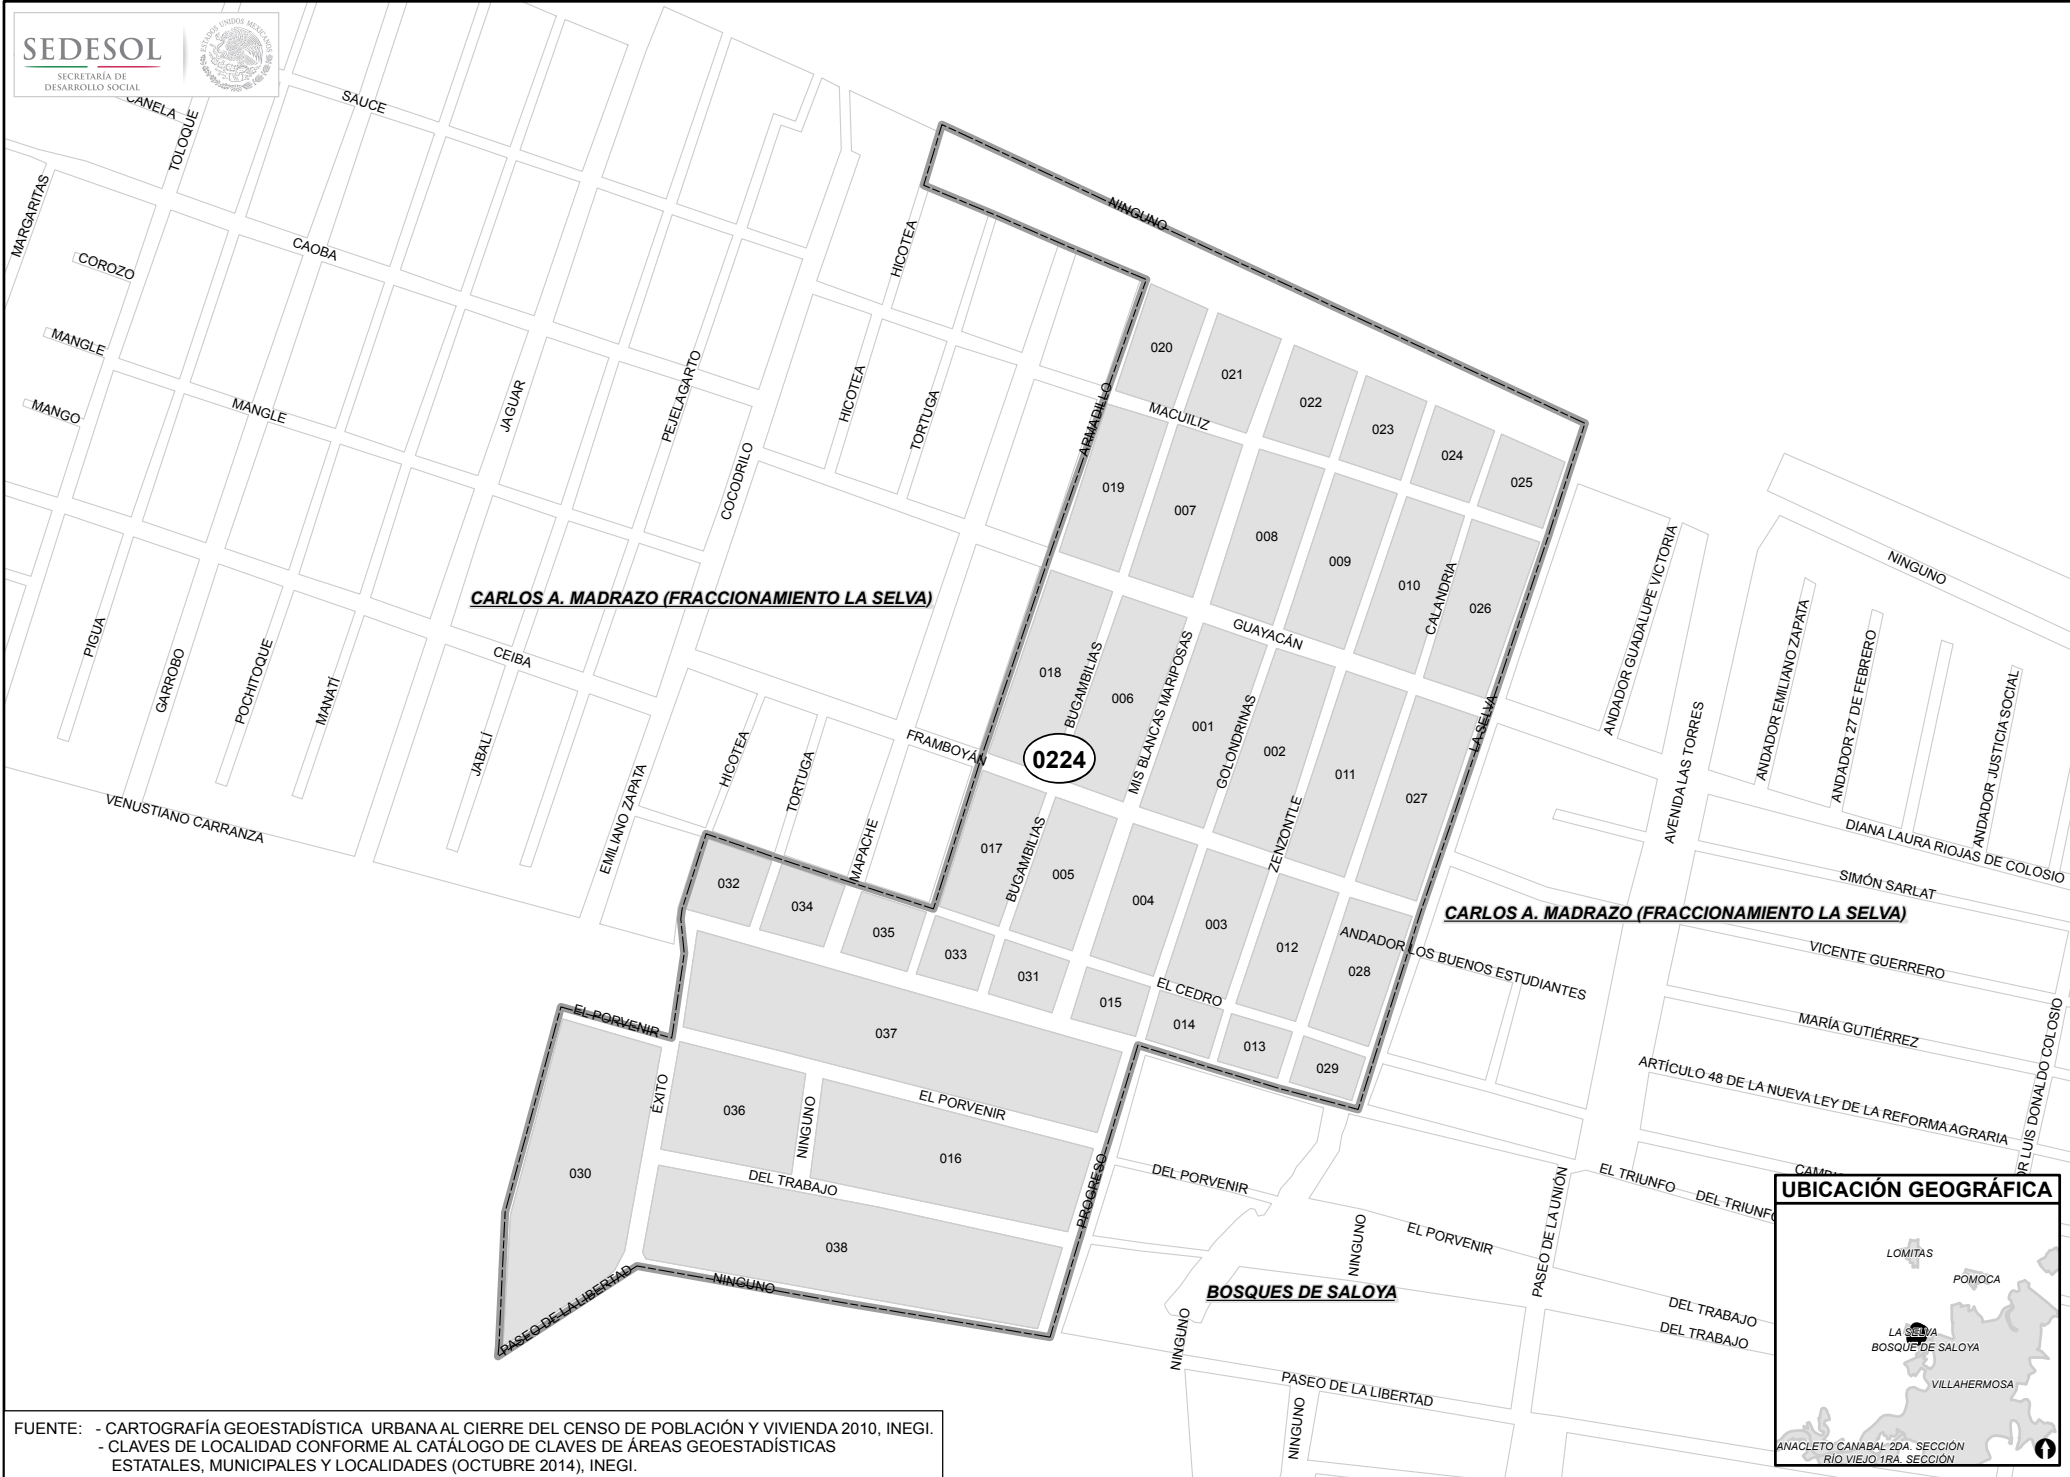 SEDESOL
SECRETARÍA DE
DESARROLLO SOCIAL
ESTADOS UNIDOS MEXICANOS
CANELA
TOLOQUE
SAUCE
MARGARITAS
COROZO
CAOBA
MANGLE
MANGO
MANGLE
JAGUAR
PEJELAGARTO
COCODRILO
HICOTEA
HICOTEA
TORTUGA
NINGUNO
ARMADILLO
MACUILIZ
020
021
022
023
024
025
019
007
008
009
010
026
CALANDRIA
GUAYACÁN
CARLOS A. MADRAZO (FRACCIONAMIENTO LA SELVA)
PIGUA
GARROBO
POCHITOQUE
MANATÍ
CEIBA
JABALÍ
VENUSTIANO CARRANZA
EMILIANO ZAPATA
HICOTEA
TORTUGA
MAPACHE
FRAMBOYÁN
018
BUGAMBILIAS
006
MIS BLANCAS MARIPOSAS
001
GOLONDRINAS
002
011
027
LA SELVA
0224
ZENZONTLE
017
BUGAMBILIAS
005
004
003
012
028
032
034
035
033
031
015
EL CEDRO
014
013
029
ANDADOR LOS BUENOS ESTUDIANTES
ANDADOR GUADALUPE VICTORIA
AVENIDA LAS TORRES
NINGUNO
ANDADOR EMILIANO ZAPATA
ANDADOR 27 DE FEBRERO
ANDADOR JUSTICIA SOCIAL
DIANA LAURA RIOJAS DE COLOSIO
SIMÓN SARLAT
CARLOS A. MADRAZO (FRACCIONAMIENTO LA SELVA)
VICENTE GUERRERO
MARÍA GUTIÉRREZ
ARTÍCULO 48 DE LA NUEVA LEY DE LA REFORMA AGRARIA
OR LUIS DONALDO COLOSIO
EL PORVENIR
037
ÉXITO
036
NINGUNO
EL PORVENIR
016
030
DEL TRABAJO
038
PROGRESO
PASEO DE LA LIBERTAD
NINGUNO
DEL PORVENIR
NINGUNO
EL PORVENIR
PASEO DE LA UNIÓN
EL TRIUNFO
DEL TRIUNFO
BOSQUES DE SALOYA
NINGUNO
DEL TRABAJO
DEL TRABAJO
PASEO DE LA LIBERTAD
NINGUNO
UBICACIÓN GEOGRÁFICA
LOMITAS
POMOCA
LA SELVA
BOSQUE DE SALOYA
VILLAHERMOSA
ANACLETO CANABAL 2DA. SECCIÓN
RÍO VIEJO 1RA. SECCIÓN
FUENTE: - CARTOGRAFÍA GEOESTADÍSTICA URBANA AL CIERRE DEL CENSO DE POBLACIÓN Y VIVIENDA 2010, INEGI.
- CLAVES DE LOCALIDAD CONFORME AL CATÁLOGO DE CLAVES DE ÁREAS GEOESTADÍSTICAS
ESTATALES, MUNICIPALES Y LOCALIDADES (OCTUBRE 2014), INEGI.